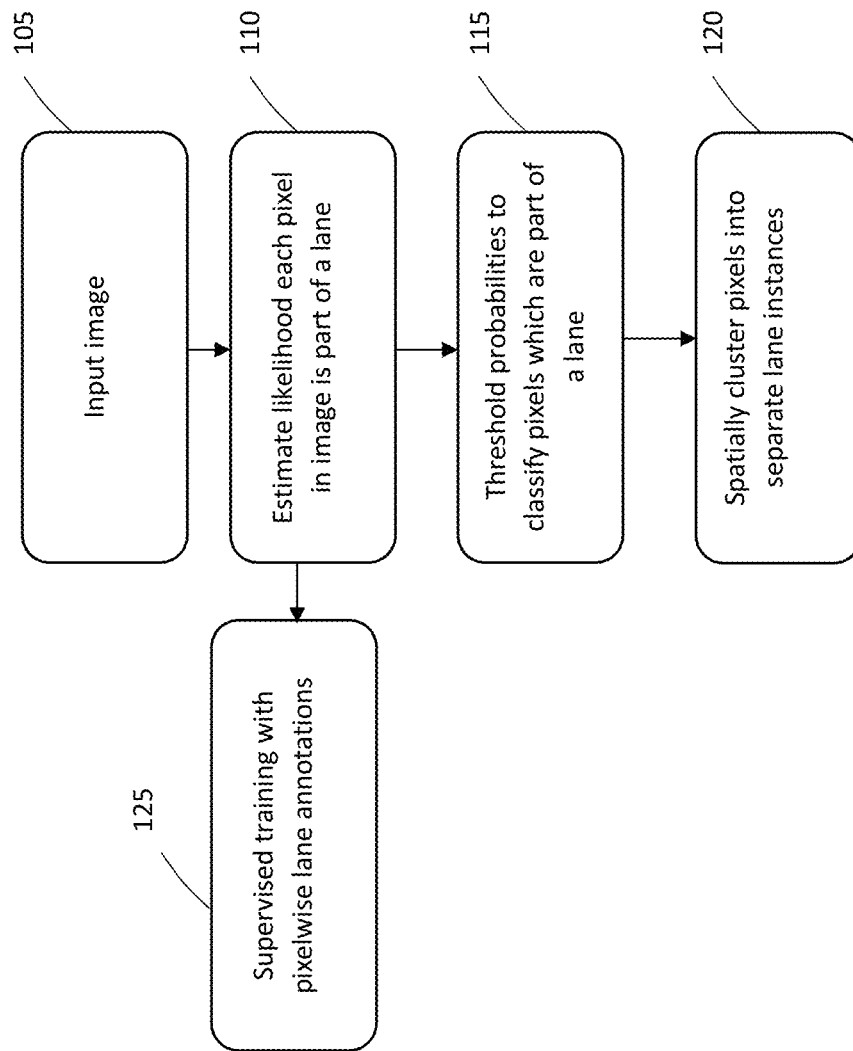 105
Input image
110
Estimate likelihood each pixel
in image is part of a lane
115
Threshold probabilities to
classify pixels which are part of
a lane
120
Spatially cluster pixels into
separate lane instances
125
Supervised training with
pixelwise lane annotations